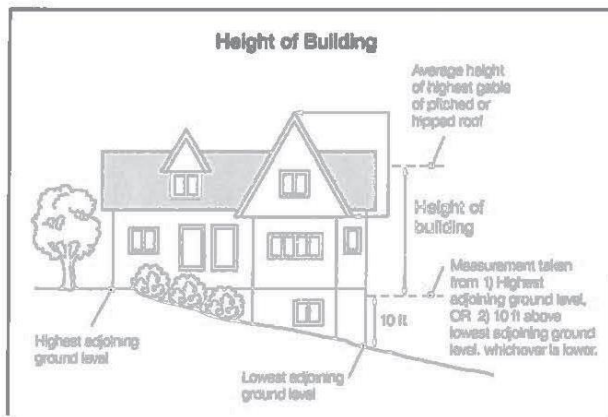 Height of Building
Average height
of highest gable
of pitched or
hipped roof
Height of
building
Measurement taken
from 1) Highest
adjoining ground level,
OR 2) 10 ft above
lowest adjoining ground
level, whichever is lower.
10 ft
Highest adjoining
ground level
Lowest adjoining
ground level